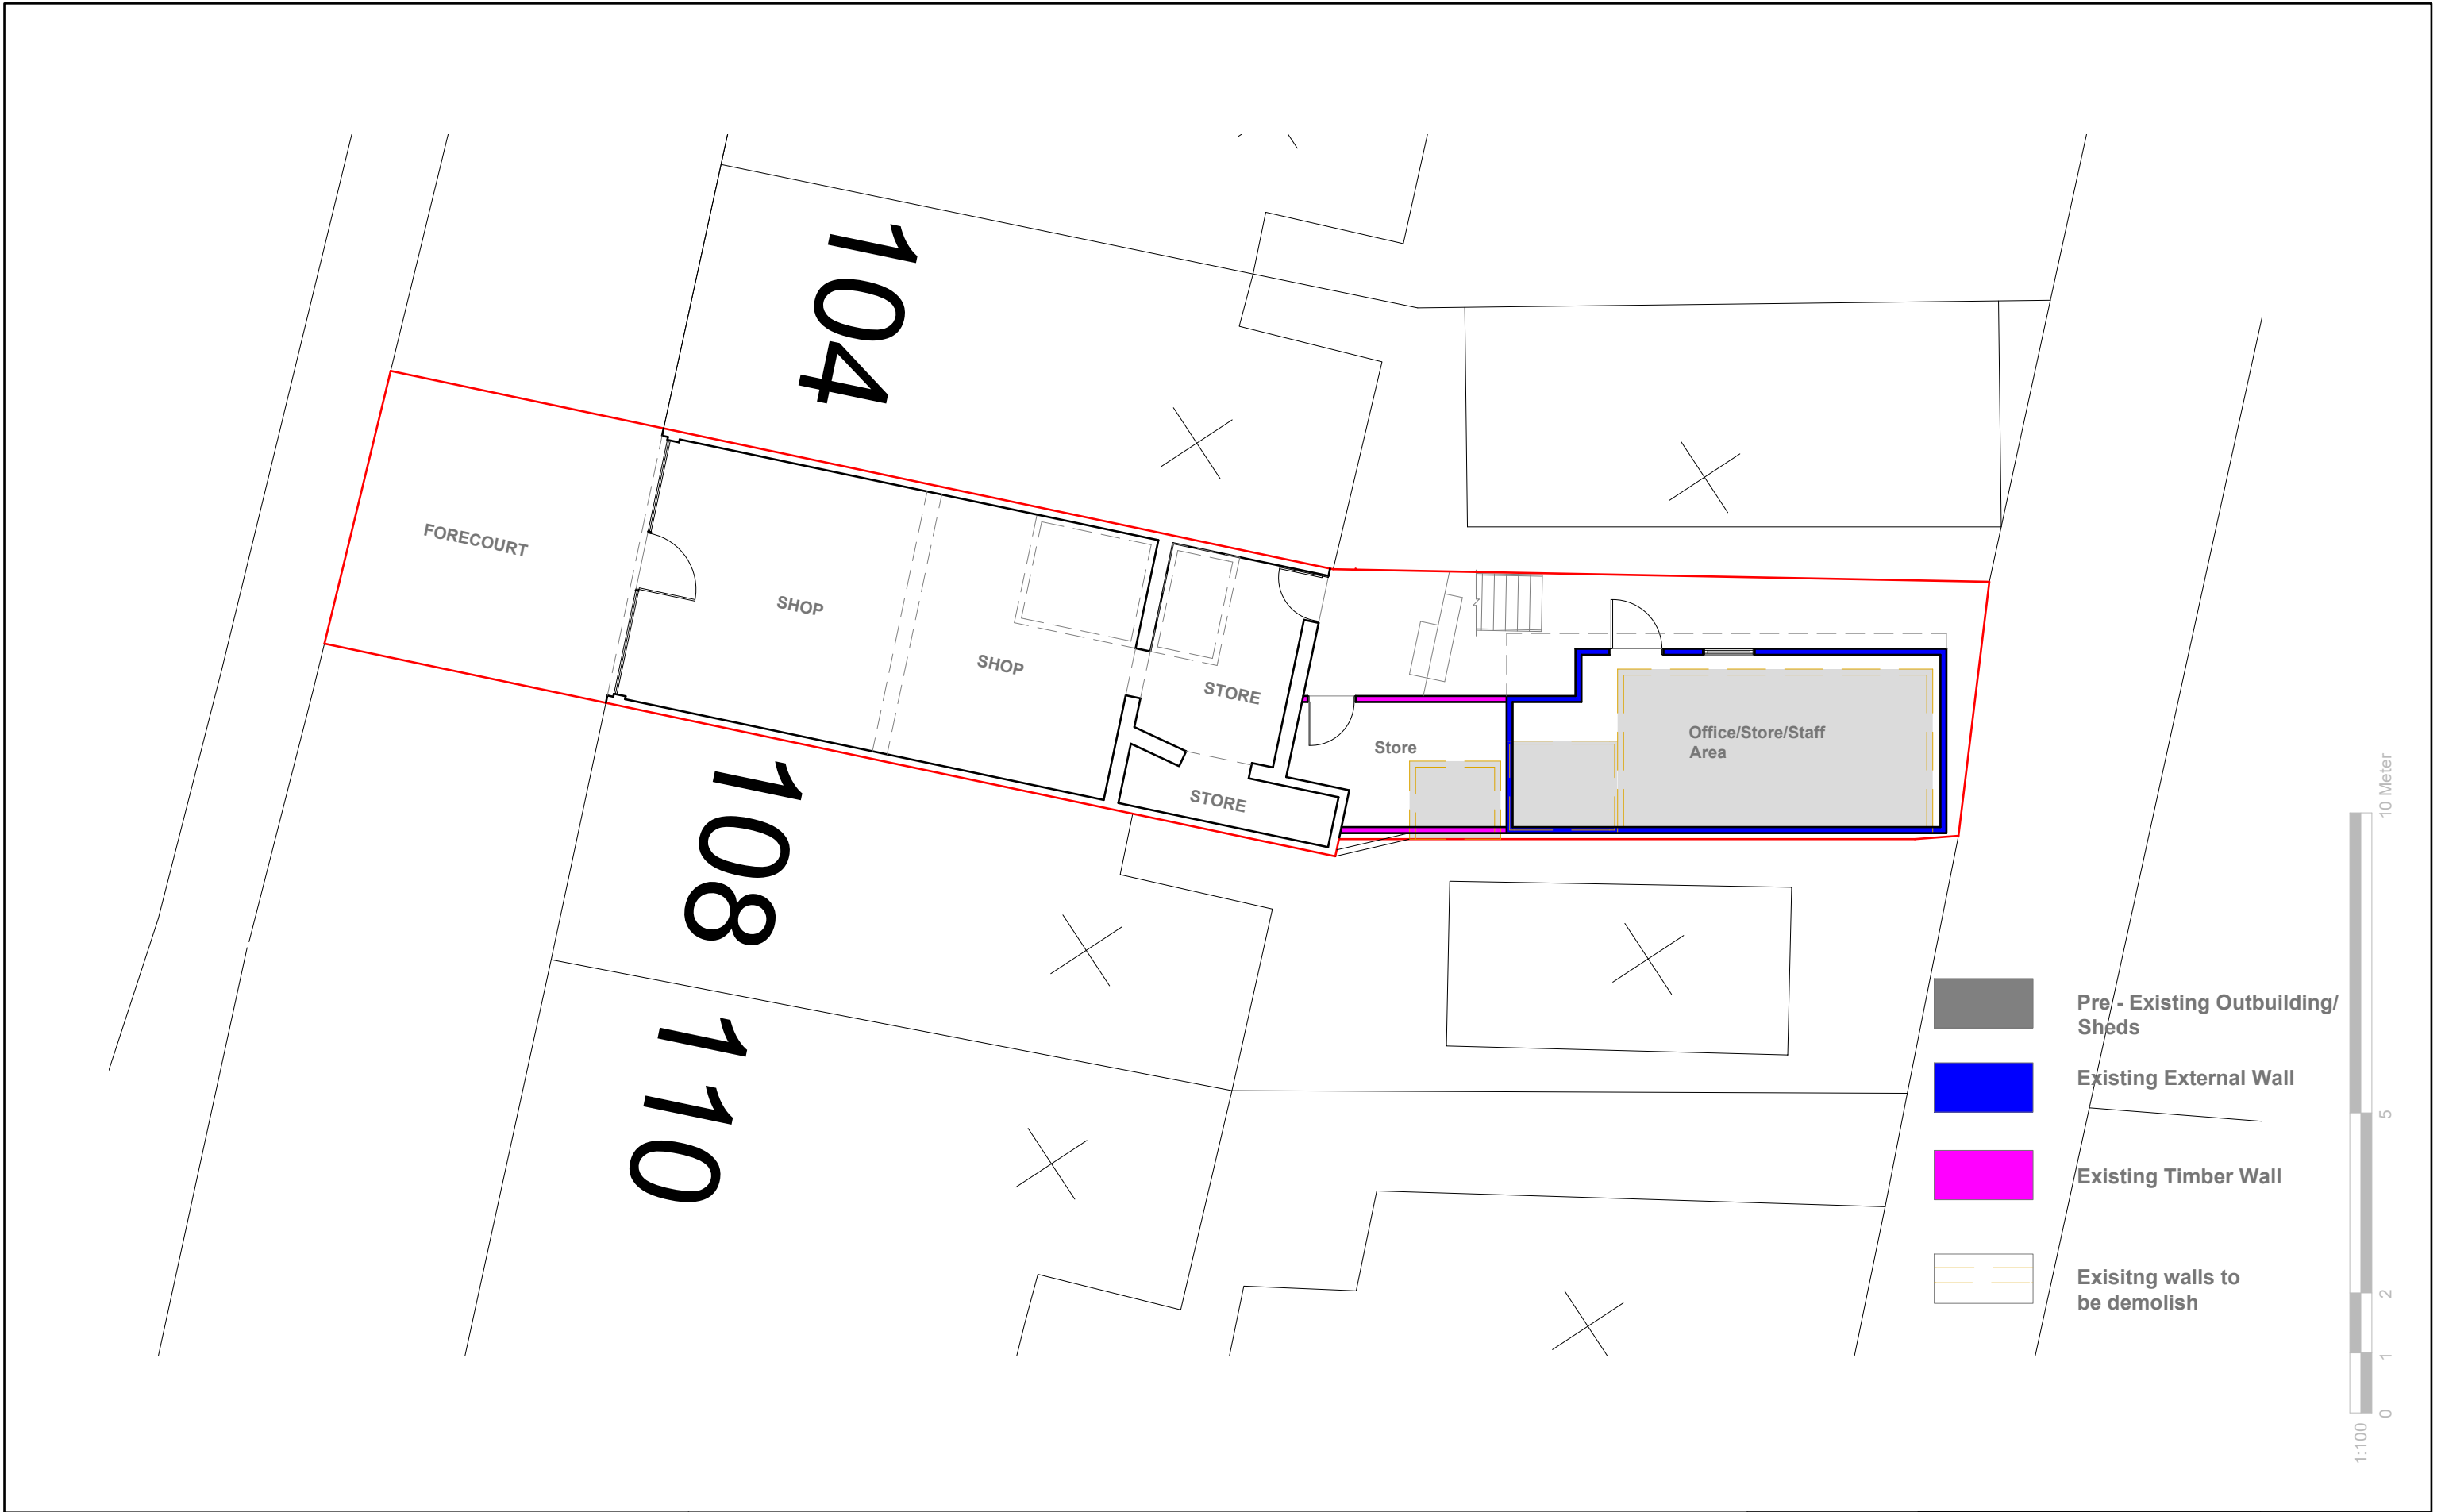 104
FORECOURT
SHOP
SHOP
STORE
STORE
Store
Office/Store/Staff
Area
108
110
Pre - Existing Outbuilding/
Sheds
Existing External Wall
Existing Timber Wall
Exisitng walls to
be demolish
10 Meter
5
2
1
0
1:100